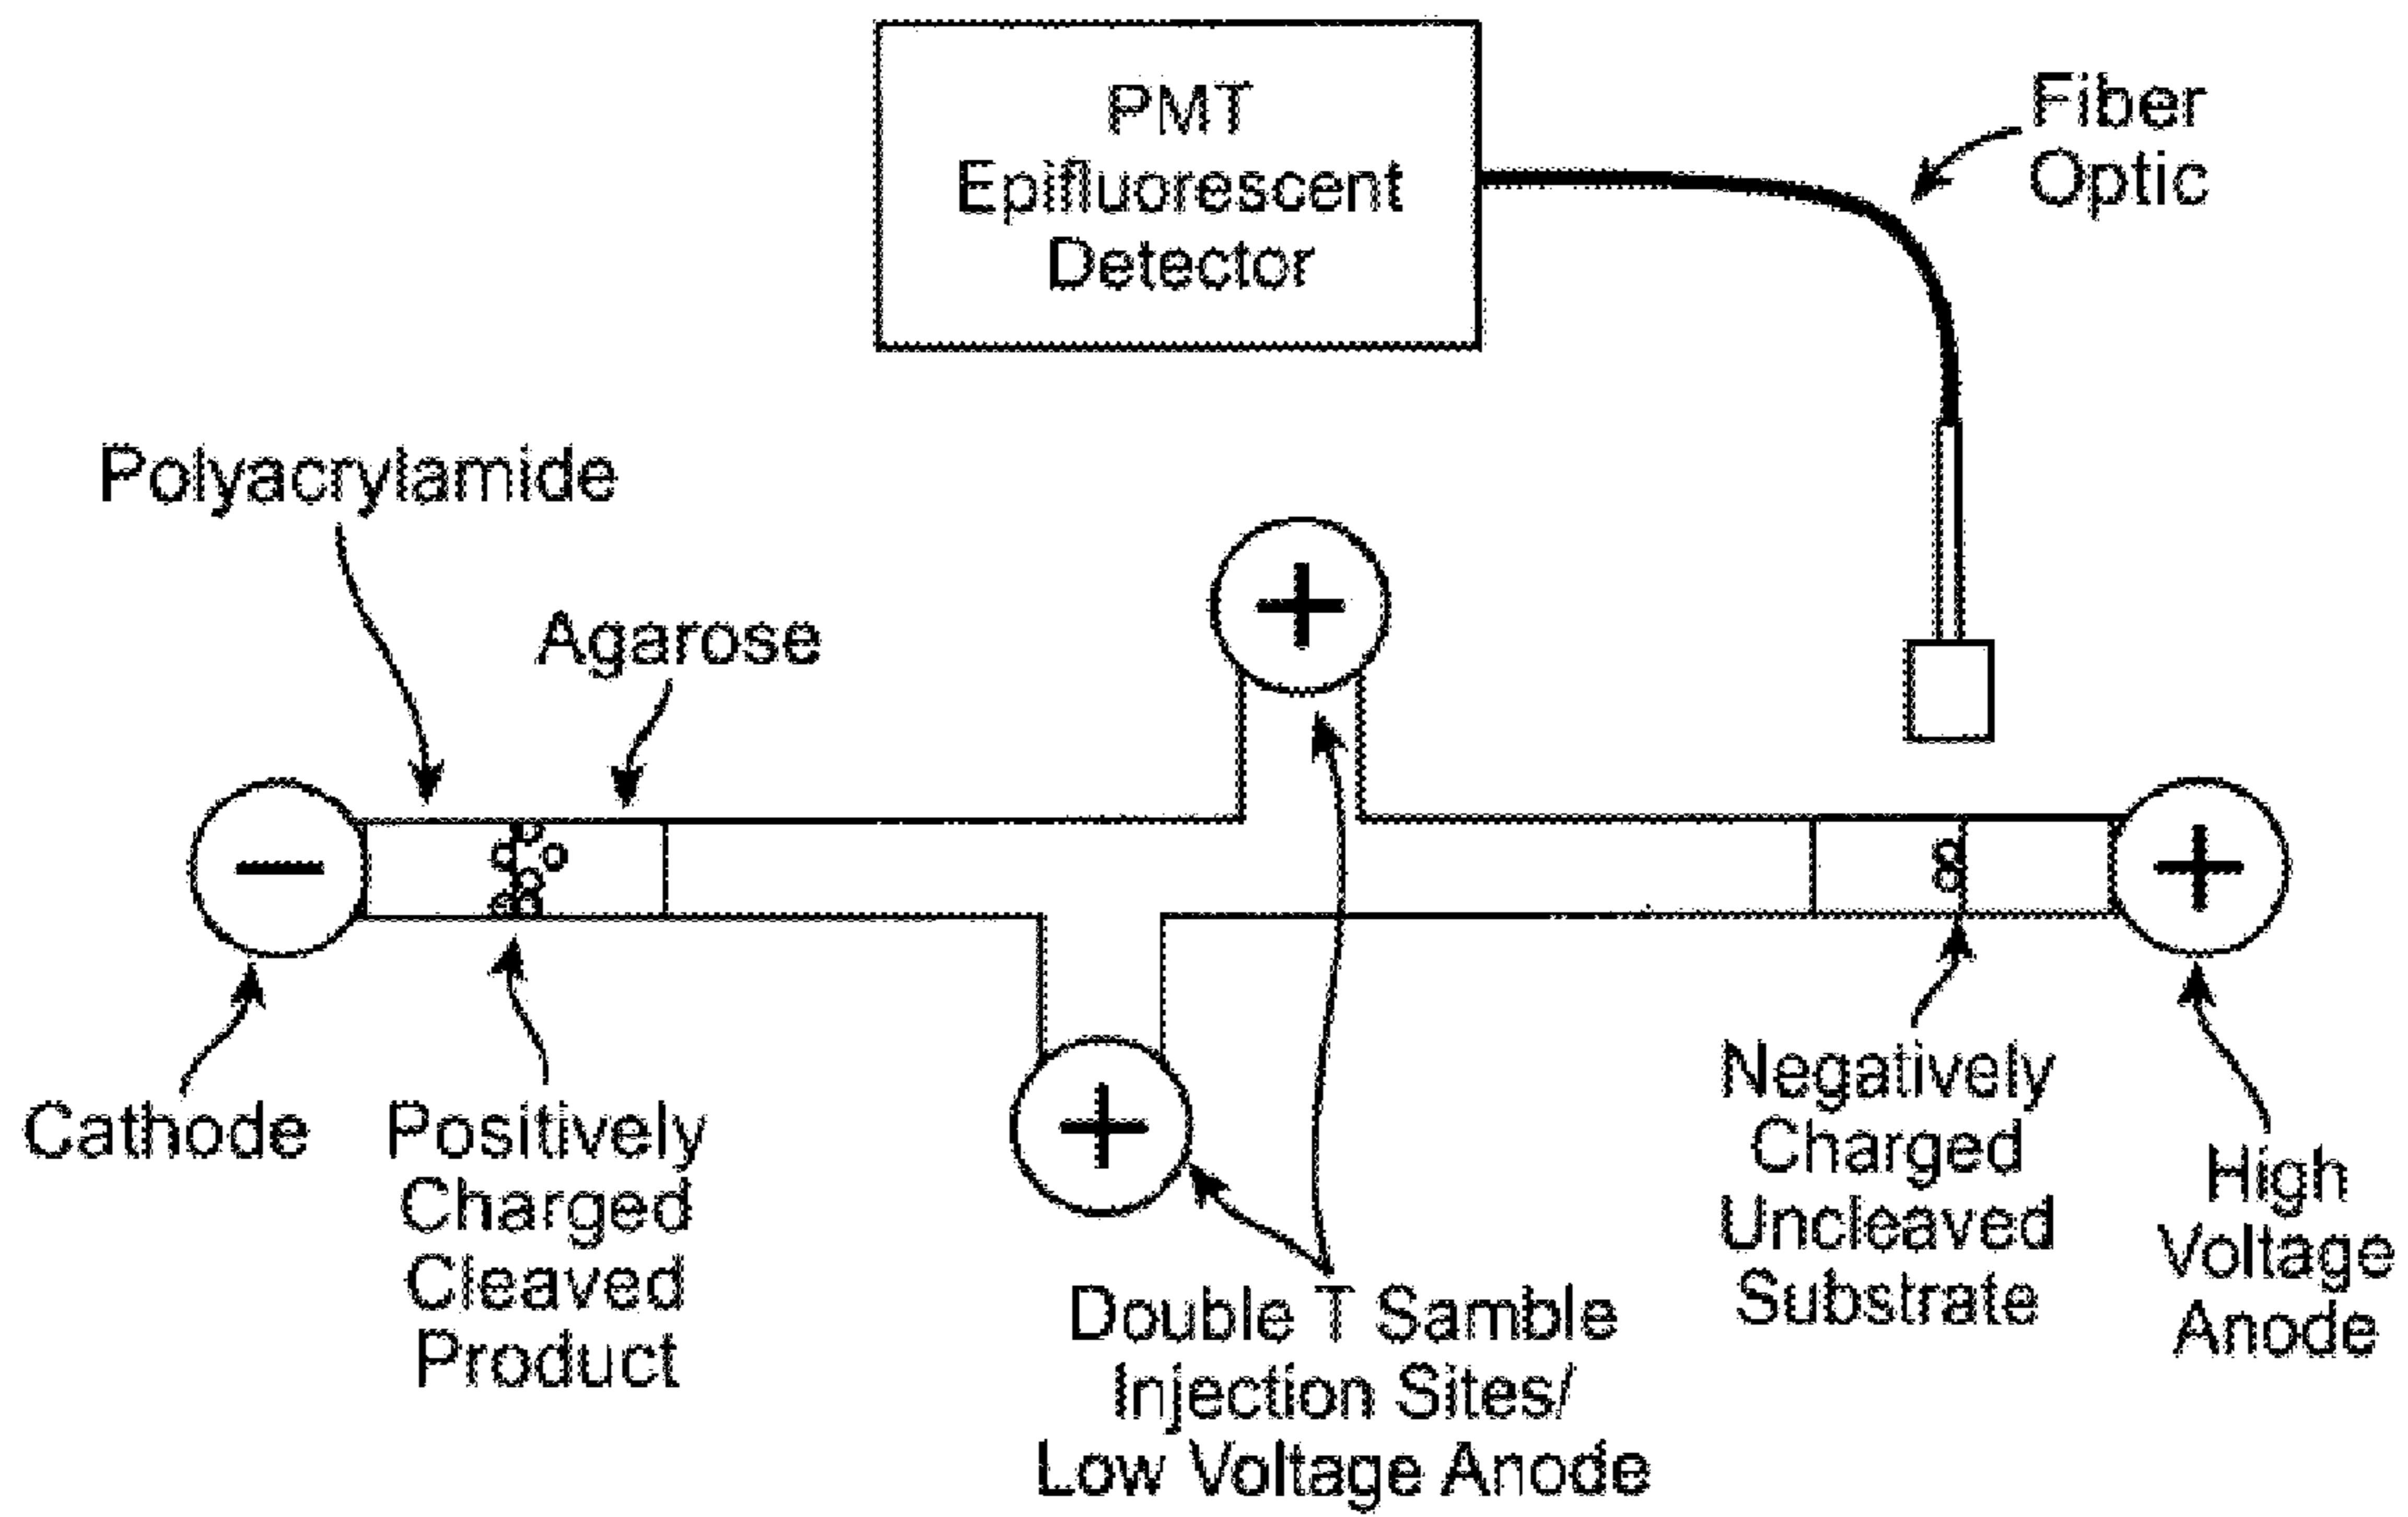 PMT
Epifluorescent
Detector
Fiber
Optic
Polyacrylamide
Agarose
+
−
+
+
Cathode
Positively
Charged
Cleaved
Product
Double T Samble
Injection Sites/
Low Voltage Anode
Negatively
Charged
Uncleaved
Substrate
High
Voltage
Anode